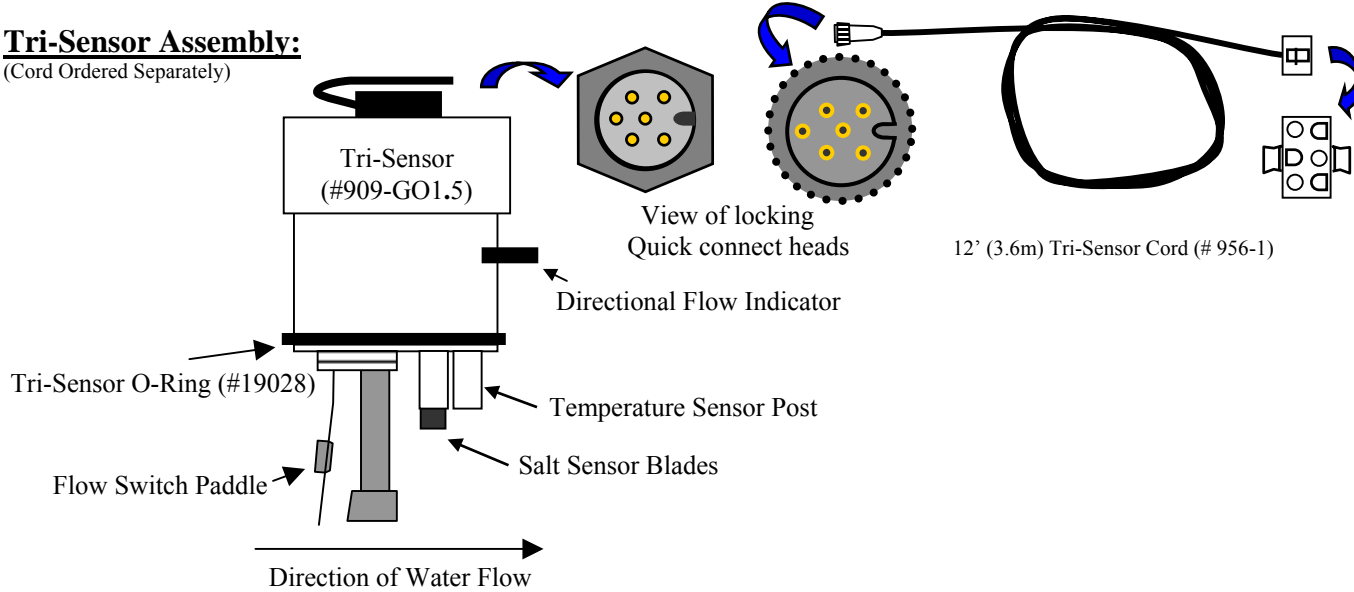 Tri-Sensor Assembly:
(Cord Ordered Separately)
Tri-Sensor
(#909-GO1.5)
View of locking
Quick connect heads
12’ (3.6m) Tri-Sensor Cord (# 956-1)
Directional Flow Indicator
Tri-Sensor O-Ring (#19028)
Temperature Sensor Post
Salt Sensor Blades
Flow Switch Paddle
Direction of Water Flow